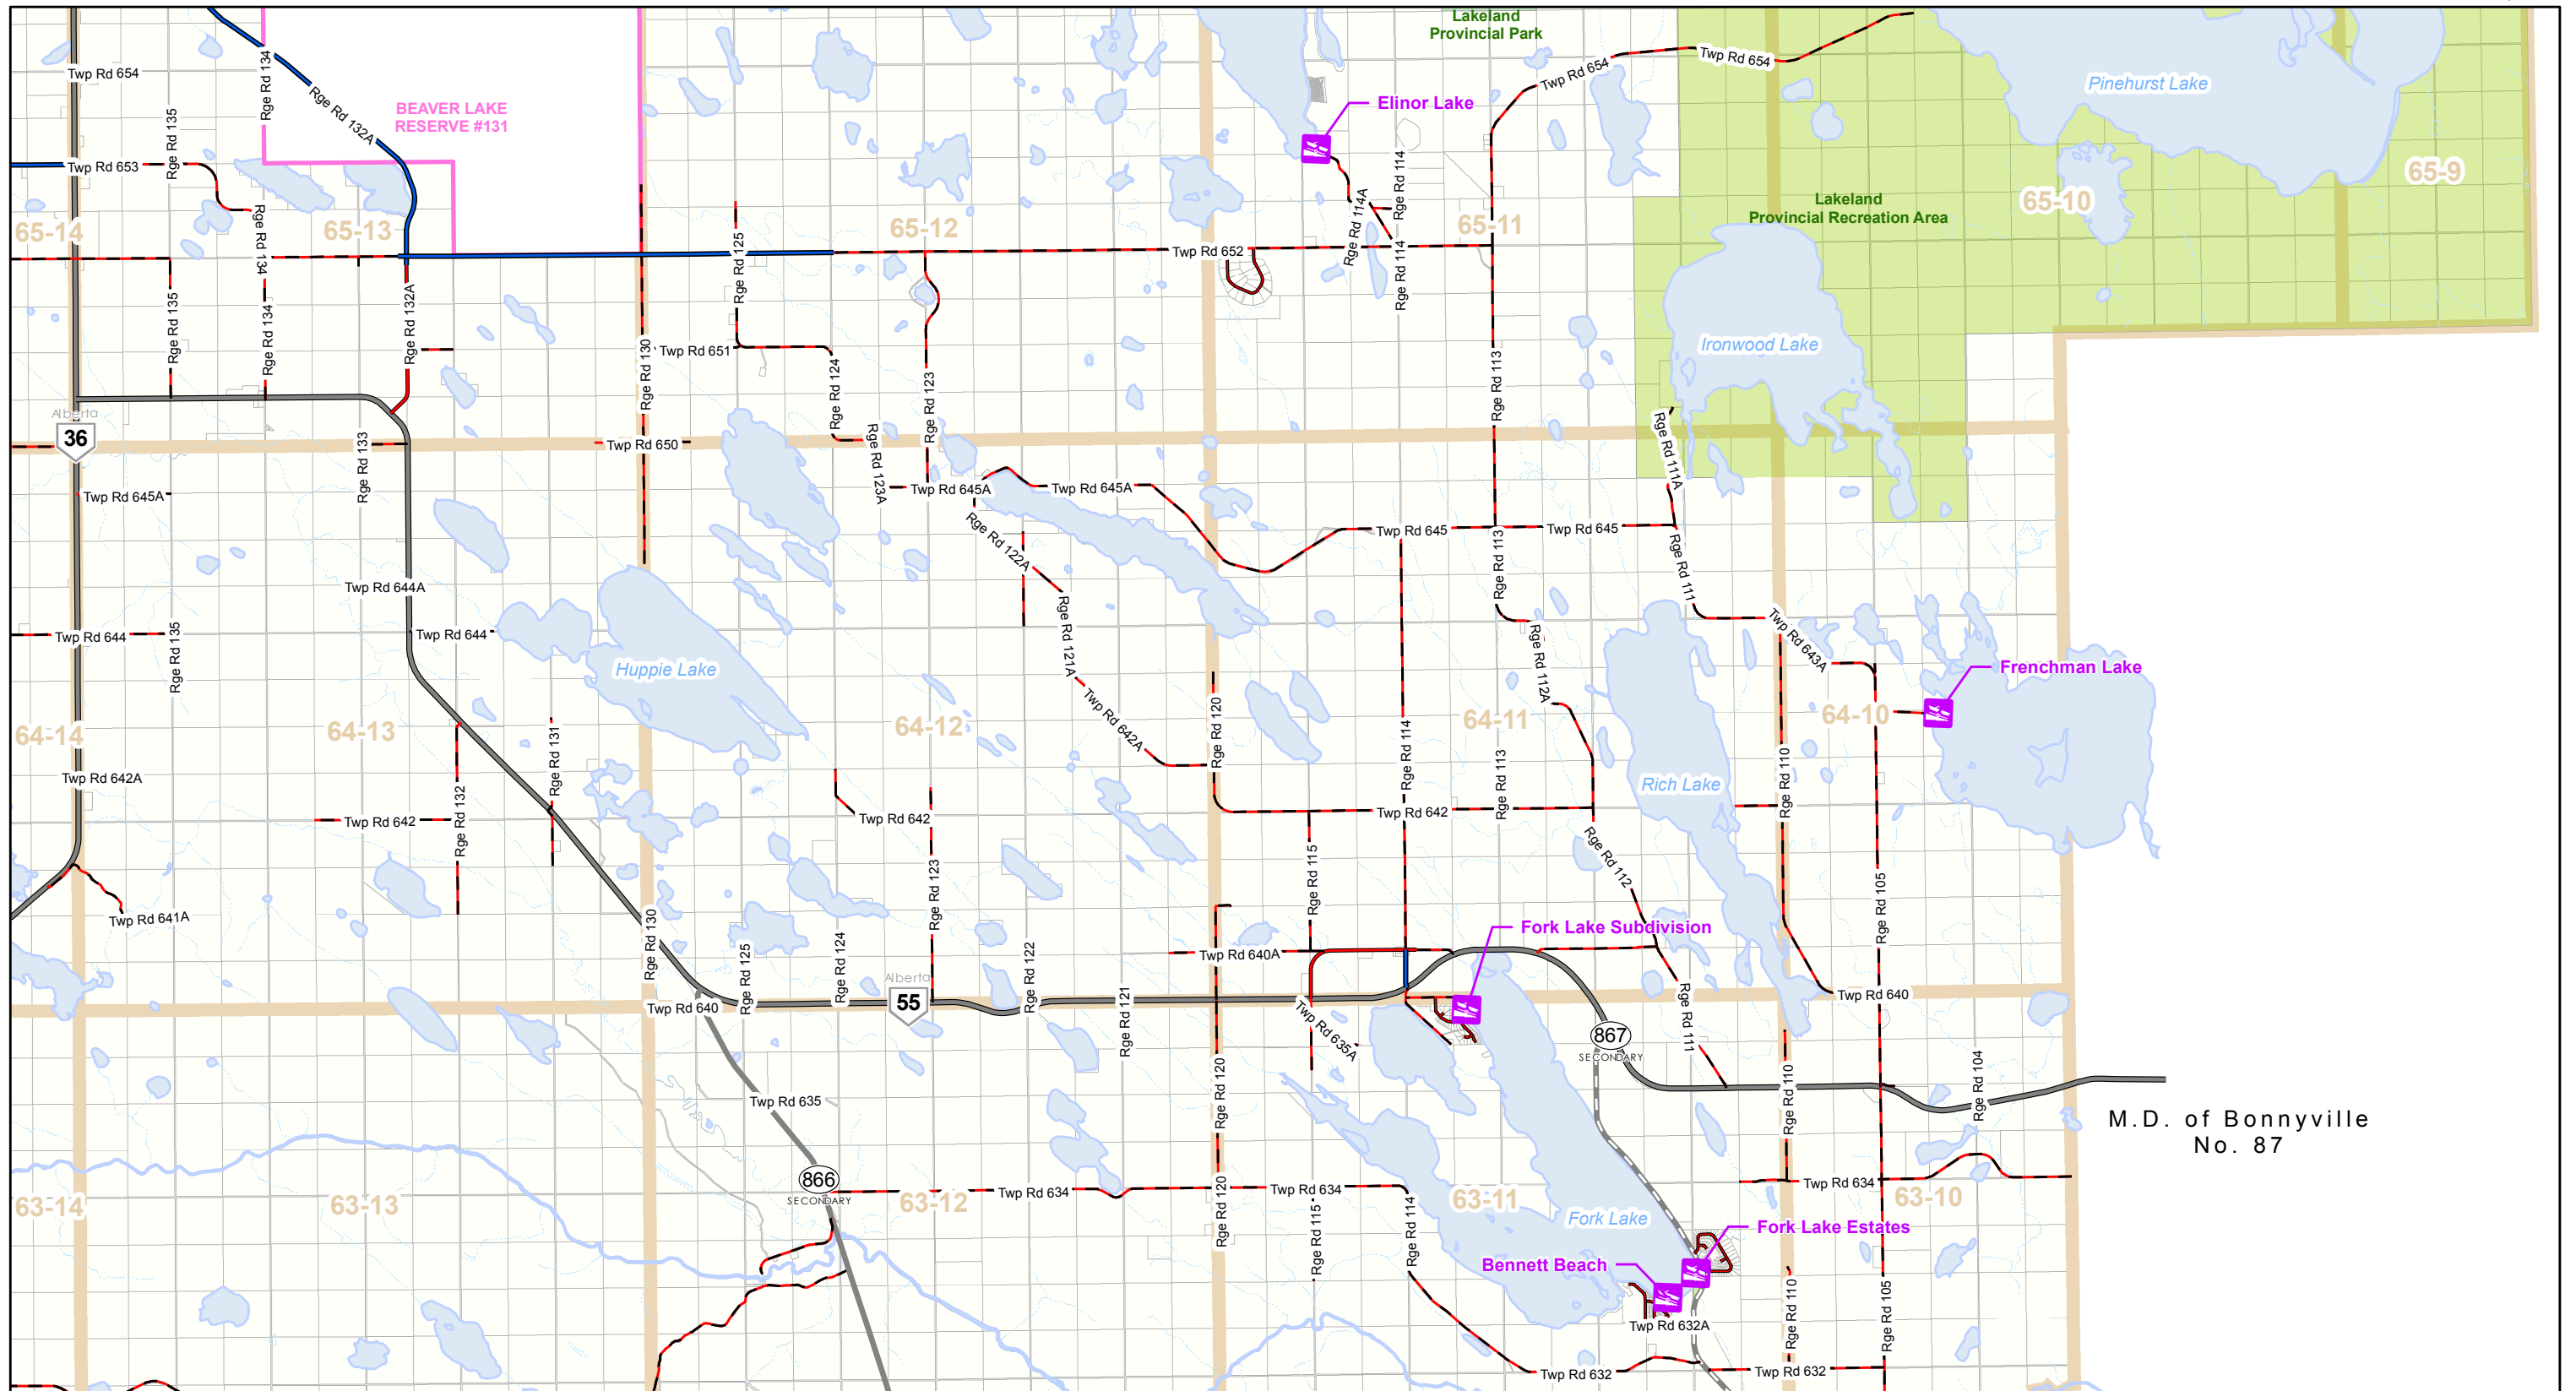 Lakeland
Provincial Park
Twp Rd 654
Rge Rd 134
Rge Rd 132A
BEAVER LAKE
RESERVE #131
Elinor Lake
Twp Rd 654
Twp Rd 654
Pinehurst Lake
Twp Rd 653
Rge Rd 135
Rge Rd 134
65-14
65-13
65-12
Rge Rd 125
Twp Rd 652
Rge Rd 114A
Rge Rd 114
Rge Rd 114
65-11
Lakeland
Provincial Recreation Area
65-10
65-9
Rge Rd 135
Rge Rd 134
Rge Rd 132A
Rge Rd 130
Twp Rd 651
Rge Rd 124
Rge Rd 123
Rge Rd 113
Ironwood Lake
Alberta
36
Rge Rd 133
Twp Rd 650
Rge Rd 123A
Rge Rd 111A
Twp Rd 645A
Twp Rd 645A
Twp Rd 645A
Rge Rd 122A
Twp Rd 645
Twp Rd 645
Rge Rd 113
Rge Rd 111
Twp Rd 644A
Twp Rd 644
Rge Rd 135
Twp Rd 644
Huppie Lake
Rge Rd 121A
Twp Rd 642A
Rge Rd 120
Rge Rd 112A
Twp Rd 643A
Frenchman Lake
64-14
64-13
64-12
64-11
64-10
Twp Rd 642A
Rge Rd 131
Rge Rd 132
Twp Rd 642
Twp Rd 642
Rge Rd 114
Rge Rd 113
Twp Rd 642
Rich Lake
Rge Rd 110
Twp Rd 641A
Rge Rd 123
Rge Rd 115
Rge Rd 112
Rge Rd 105
Fork Lake Subdivision
Rge Rd 130
Rge Rd 125
Rge Rd 124
Rge Rd 122
Rge Rd 121
Twp Rd 640A
Alberta
55
Twp Rd 640
Twp Rd 640
Twp Rd 635A
Rge Rd 111
867
SECONDARY
Rge Rd 120
Rge Rd 110
Rge Rd 104
Twp Rd 635
M.D. of Bonnyville
No. 87
866
SECONDARY
63-14
63-13
63-12
63-11
63-10
Twp Rd 634
Twp Rd 634
Twp Rd 634
Rge Rd 120
Rge Rd 115
Rge Rd 114
Fork Lake
Fork Lake Estates
Bennett Beach
Rge Rd 110
Rge Rd 105
Twp Rd 632A
Twp Rd 632
Twp Rd 632